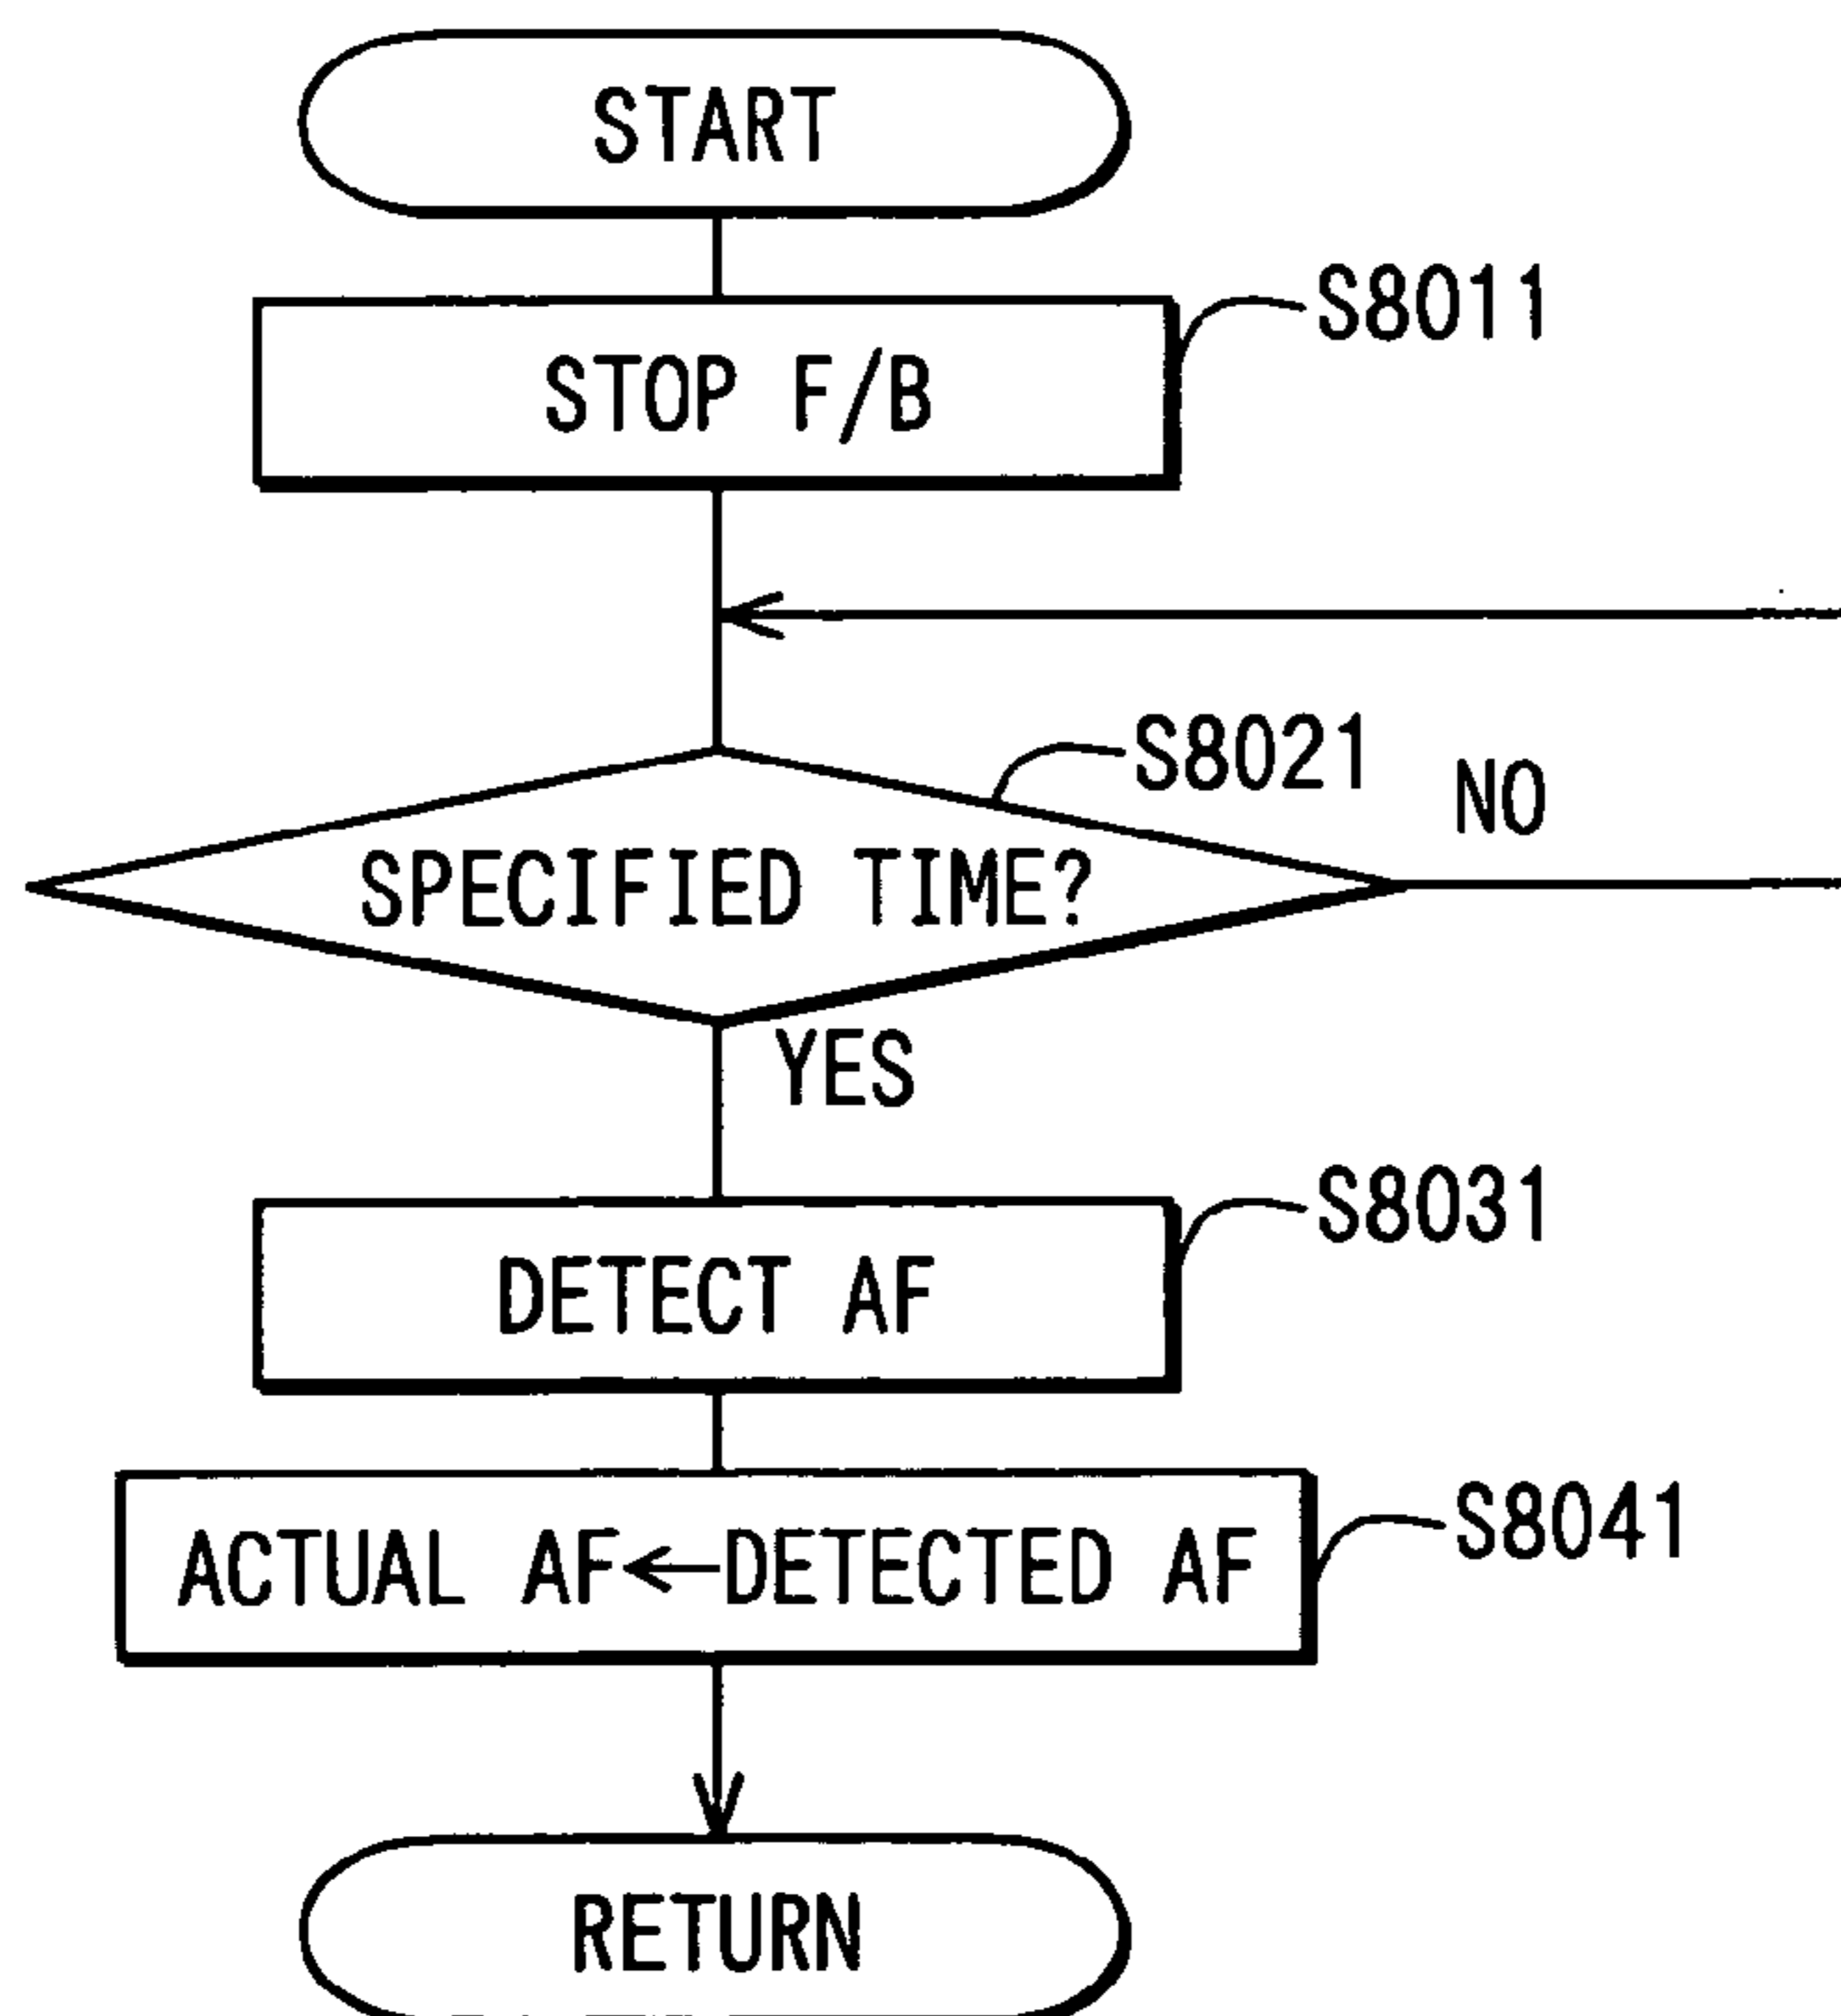 START
S8011
STOP F/B
S8021
NO
SPECIFIED TIME?
YES
S8031
DETECT AF
S8041
ACTUAL AF←DETECTED AF
RETURN